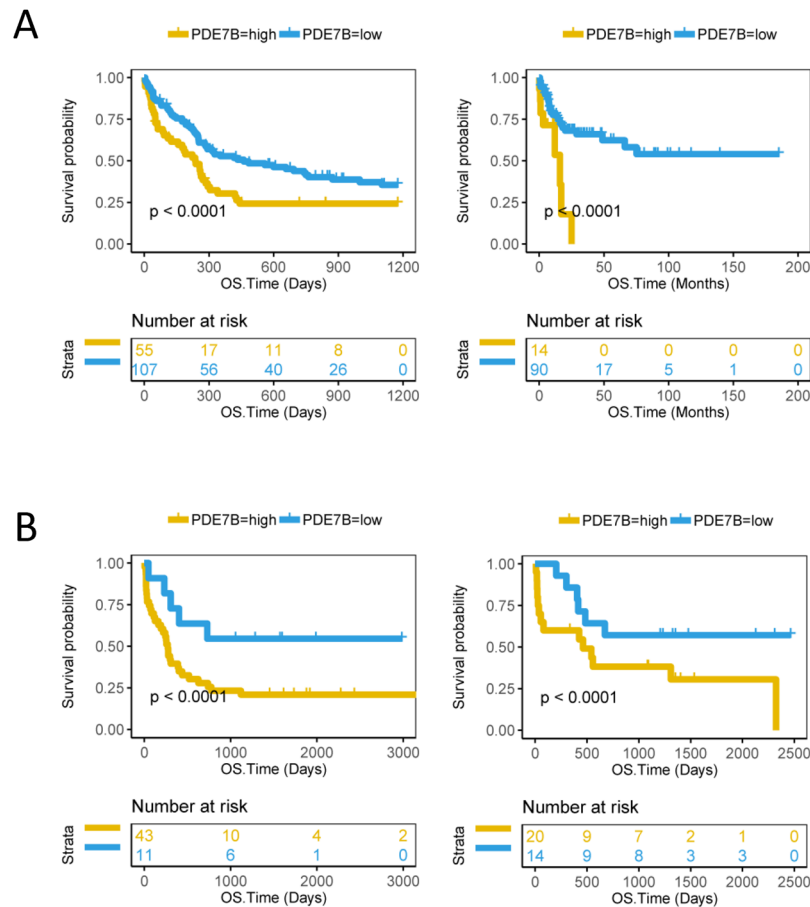 A
PDE7B=high PDE7B=low
Survival probability
1.00
0.75
0.50
0.25
0.00
p < 0.0001
0 300 600 900 1200
OS.Time (Days)
Number at risk
Strata
55 17 11 8 0
107 56 40 26 0
0 300 600 900 1200
OS.Time (Days)
PDE7B=high PDE7B=low
Survival probability
1.00
0.75
0.50
0.25
0.00
p < 0.0001
0 50 100 150 200
OS.Time (Months)
Number at risk
Strata
14 0 0 0 0
90 17 5 1 0
0 50 100 150 200
OS.Time (Months)
B
PDE7B=high PDE7B=low
Survival probability
1.00
0.75
0.50
0.25
0.00
p < 0.0001
0 1000 2000 3000
OS.Time (Days)
Number at risk
Strata
43 10 4 2
11 6 1 0
0 1000 2000 3000
OS.Time (Days)
PDE7B=high PDE7B=low
Survival probability
1.00
0.75
0.50
0.25
0.00
p < 0.0001
0 500 1000 1500 2000 2500
OS.Time (Days)
Number at risk
Strata
20 9 7 2 1 0
14 9 8 3 3 0
0 500 1000 1500 2000 2500
OS.Time (Days)